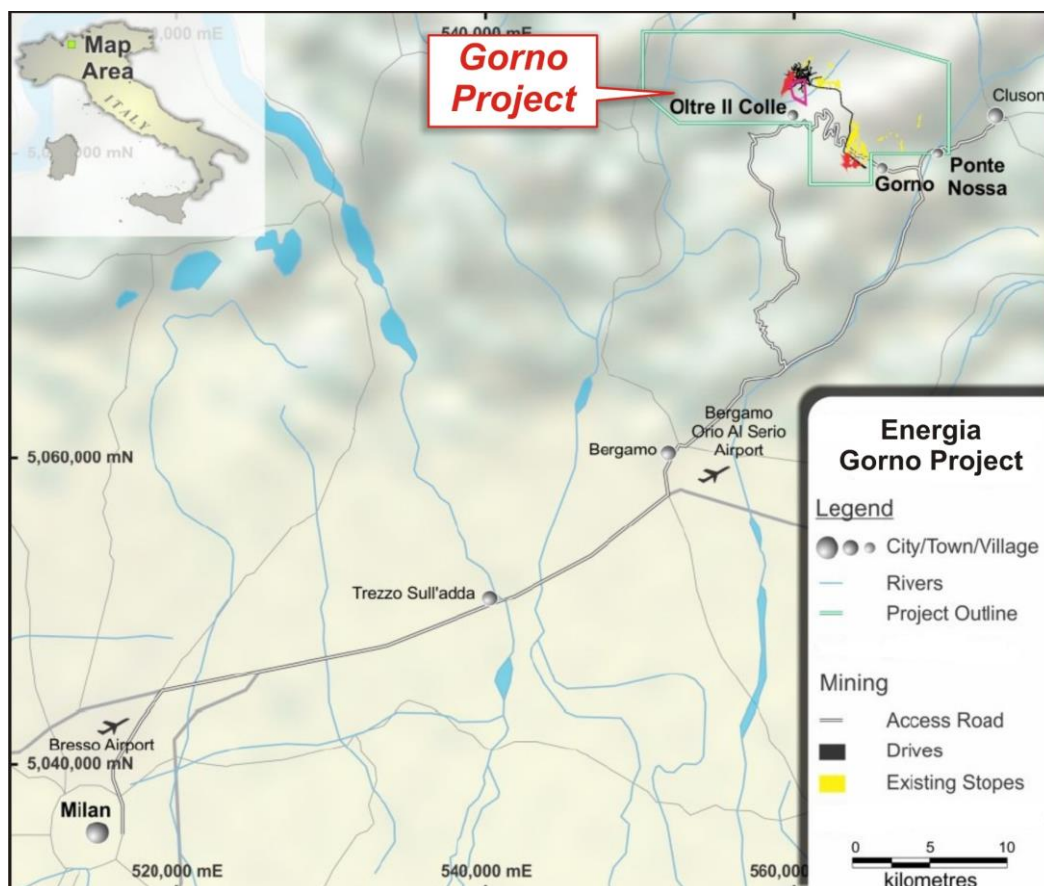 Map
Area
ITALY
540,000 mE
Gorno
Project
Oltre Il Colle
Cluson
Ponte
Nossa
Gorno
Bergamo
Orio Al Serio
Airport
Bergamo
5,060,000 mN
Trezzo Sull'adda
Bresso Airport
5,040,000 mN
Milan
520,000 mE
540,000 mE
560,000
Energia
Gorno Project
Legend
City/Town/Village
Rivers
Project Outline
Mining
Access Road
Drives
Existing Stopes
0 5 10
kilometres